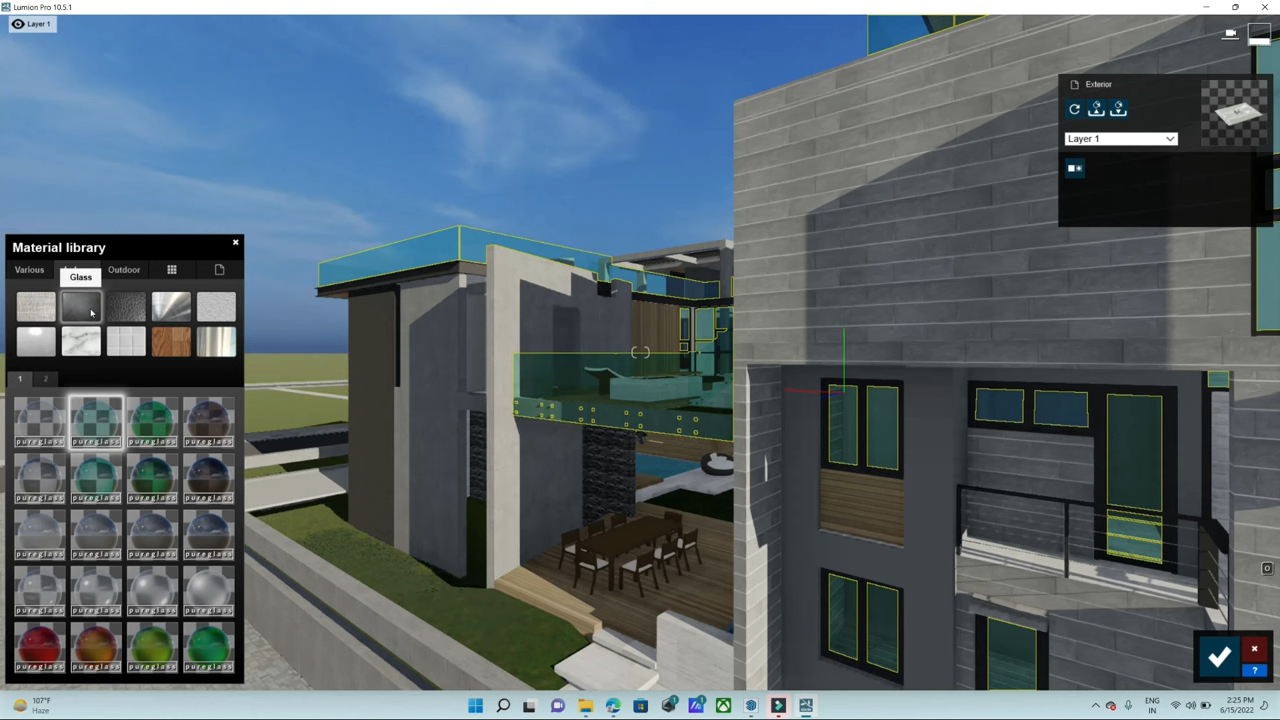 Lumion Pro 10.5.1
Layer 1
Exterior
Layer 1
Material library
Various
Outdoor
Glass
1 2
pureglass pureglass pureglass pureglass
pureglass pureglass pureglass pureglass
pureglass pureglass pureglass pureglass
pureglass pureglass pureglass pureglass
pureglass pureglass pureglass pureglass
?
107°F
Haze
ENG
IN
2:25 PM
6/15/2022